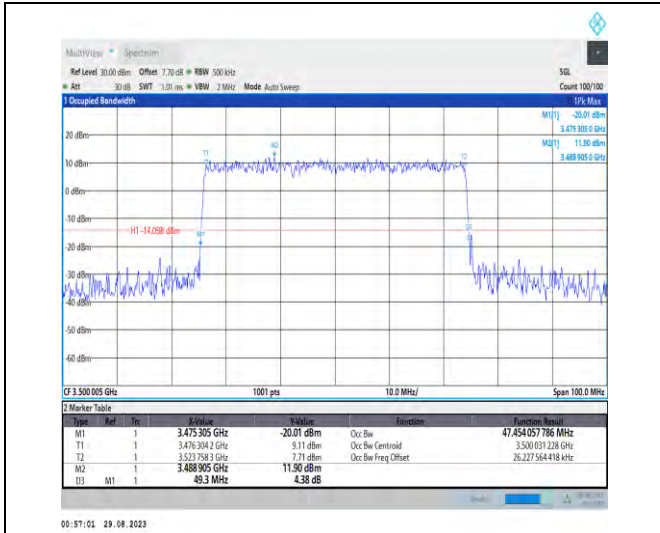 MultiView Spectrum
Ref Level 30.00 dBm Offset 7.70 dB RBW 500 kHz SGL
Att 30 dB SWT 1.01 ms VBW 2 MHz Mode Auto Sweep Count 100/100
1 Occupied Bandwidth 1Pk Max
M1[1] -20.01 dBm
3.475 305 0 GHz
M2[1] 11.90 dBm
3.488 905 0 GHz
20 dBm
M2
T1
T2
10 dBm
0 dBm
-10 dBm
H1 -14.098 dBm
M1
D3
-20 dBm
-30 dBm
-40 dBm
-50 dBm
-60 dBm
CF 3.500 005 GHz 1001 pts 10.0 MHz/ Span 100.0 MHz
2 Marker Table
Type Ref Trc X-Value Y-Value Function Function Result
M1 1 3.475 305 GHz -20.01 dBm Occ Bw 47.454 057 786 MHz
T1 1 3.476 304 2 GHz 9.11 dBm Occ Bw Centroid 3.500 031 228 GHz
T2 1 3.523 758 3 GHz 7.71 dBm Occ Bw Freq Offset 26.227 564 418 kHz
M2 1 3.488 905 GHz 11.90 dBm
D3 M1 1 49.3 MHz 4.38 dB
00:57:01 29.08.2023